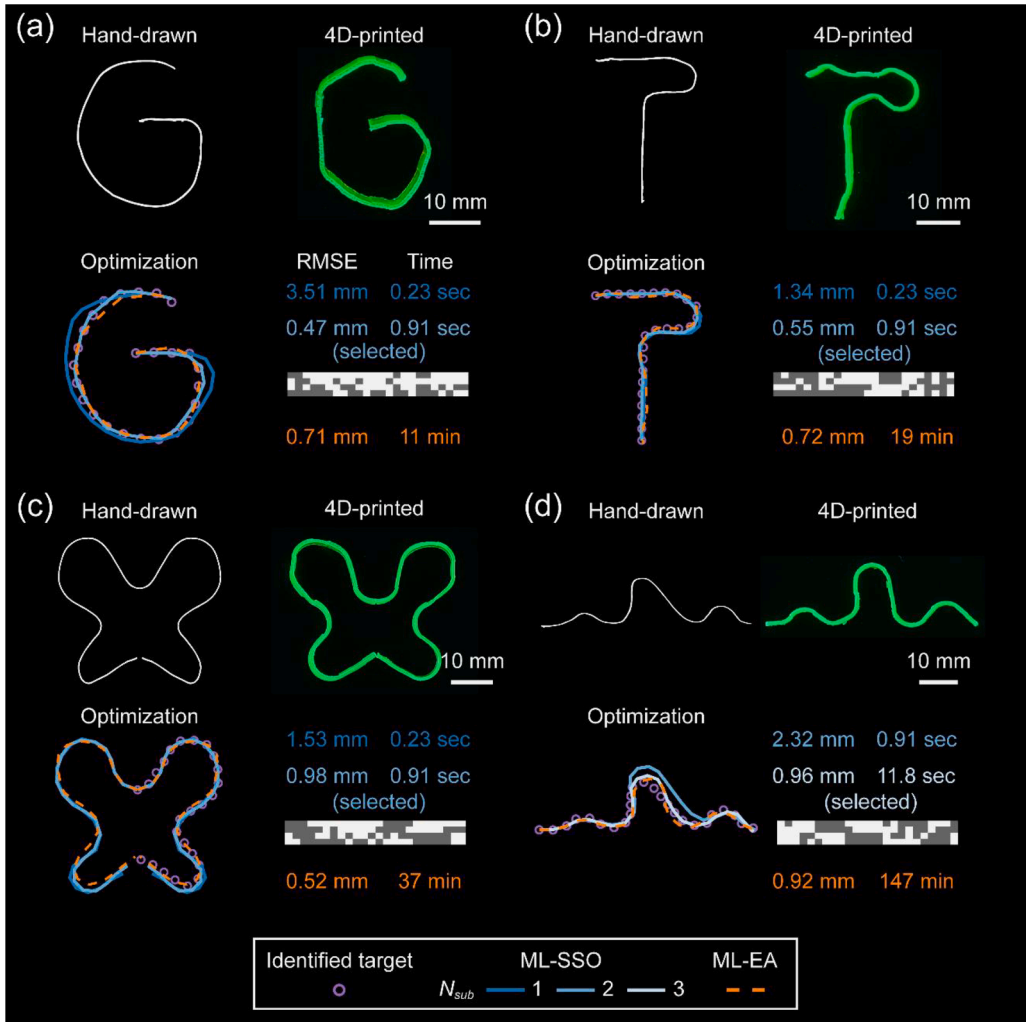 (a)
Hand-drawn
4D-printed
10 mm
Optimization
RMSE Time
3.51 mm 0.23 sec
0.47 mm 0.91 sec
(selected)
0.71 mm 11 min
(b)
Hand-drawn
4D-printed
10 mm
Optimization
1.34 mm 0.23 sec
0.55 mm 0.91 sec
(selected)
0.72 mm 19 min
(c)
Hand-drawn
4D-printed
10 mm
Optimization
1.53 mm 0.23 sec
0.98 mm 0.91 sec
(selected)
0.52 mm 37 min
(d)
Hand-drawn
4D-printed
10 mm
Optimization
2.32 mm 0.91 sec
0.96 mm 11.8 sec
(selected)
0.92 mm 147 min
Identified target ML-SSO ML-EA
N_sub 1 2 3